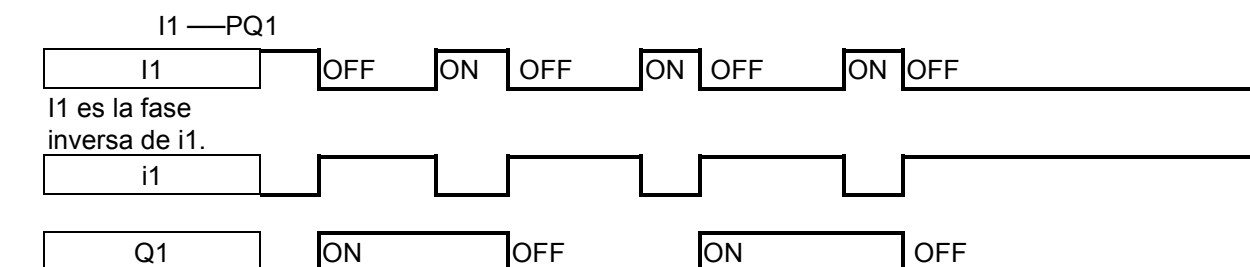 I1 ──PQ1
I1 OFF ON OFF ON OFF ON OFF
I1 es la fase
inversa de i1.
i1
Q1 ON OFF ON OFF